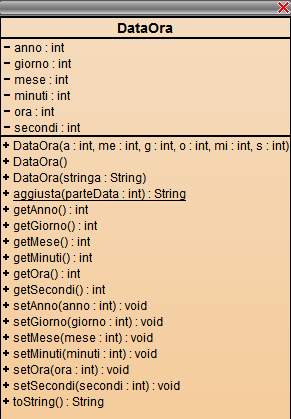 DataOra
- anno : int
- giorno : int
- mese : int
- minuti : int
- ora : int
- secondi : int
+ DataOra(a : int, me : int, g : int, o : int, mi : int, s : int)
+ DataOra()
+ DataOra(stringa : String)
+ aggiusta(parteData : int) : String
+ getAnno() : int
+ getGiorno() : int
+ getMese() : int
+ getMinuti() : int
+ getOra() : int
+ getSecondi() : int
+ setAnno(anno : int) : void
+ setGiorno(giorno : int) : void
+ setMese(mese : int) : void
+ setMinuti(minuti : int) : void
+ setOra(ora : int) : void
+ setSecondi(secondi : int) : void
+ toString() : String